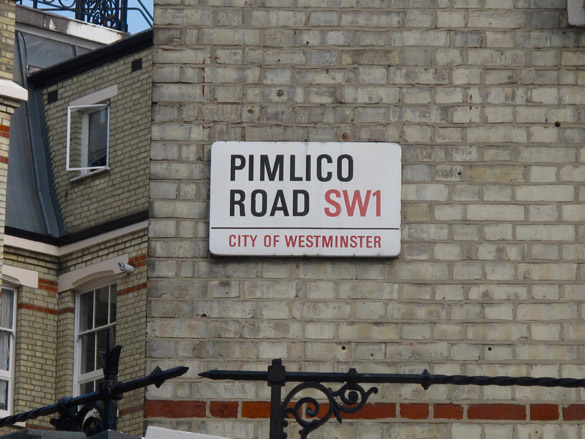 PIMLICO
ROAD SW1
CITY OF WESTMINSTER